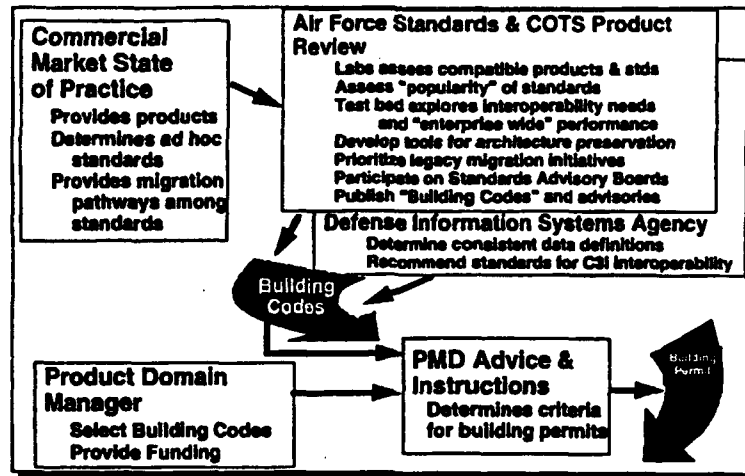 Commercial
Market State
of Practice
Provides products
Determines ad hoc
standards
Provides migration
pathways among
standards
Air Force Standards & COTS Product
Review
Labs assess compatible products & stds
Assess "popularity" of standards
Test bed explores interoperability needs
and "enterprise wide" performance
Develop tools for architecture preservation
Prioritize legacy migration initiatives
Participate on Standards Advisory Boards
Publish "Building Codes" and advisories
Defense Information Systems Agency
Determine consistent data definitions
Recommend standards for C3I interoperability
Building
Codes
Product Domain
Manager
Select Building Codes
Provide Funding
PMD Advice &
Instructions
Determines criteria
for building permits
Building
Permit